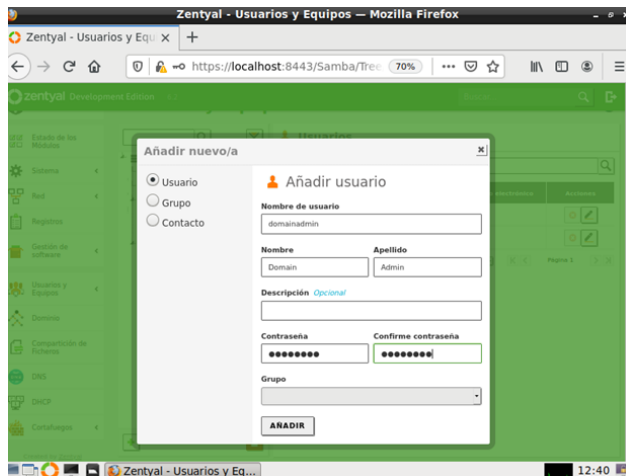 Zentyal - Usuarios y Equipos — Mozilla Firefox
Zentyal - Usuarios y Equ
https://localhost:8443/Samba/Tree
70%
zentyal Development Edition
Buscar...
Estado de los
Módulos
Usuarios
Sistema
Red
Registros
Gestión de
software
Usuarios y
Equipos
Dominio
Compartición de
Ficheros
DNS
DHCP
Cortafuegos
Acciones
Página 1
Añadir nuevo/a
Usuario
Grupo
Contacto
Añadir usuario
Nombre de usuario
domainadmin
Nombre Apellido
Domain Admin
Descripción Opcional
Contraseña Confirme contraseña
Grupo
AÑADIR
Zentyal - Usuarios y Eq...
12:40